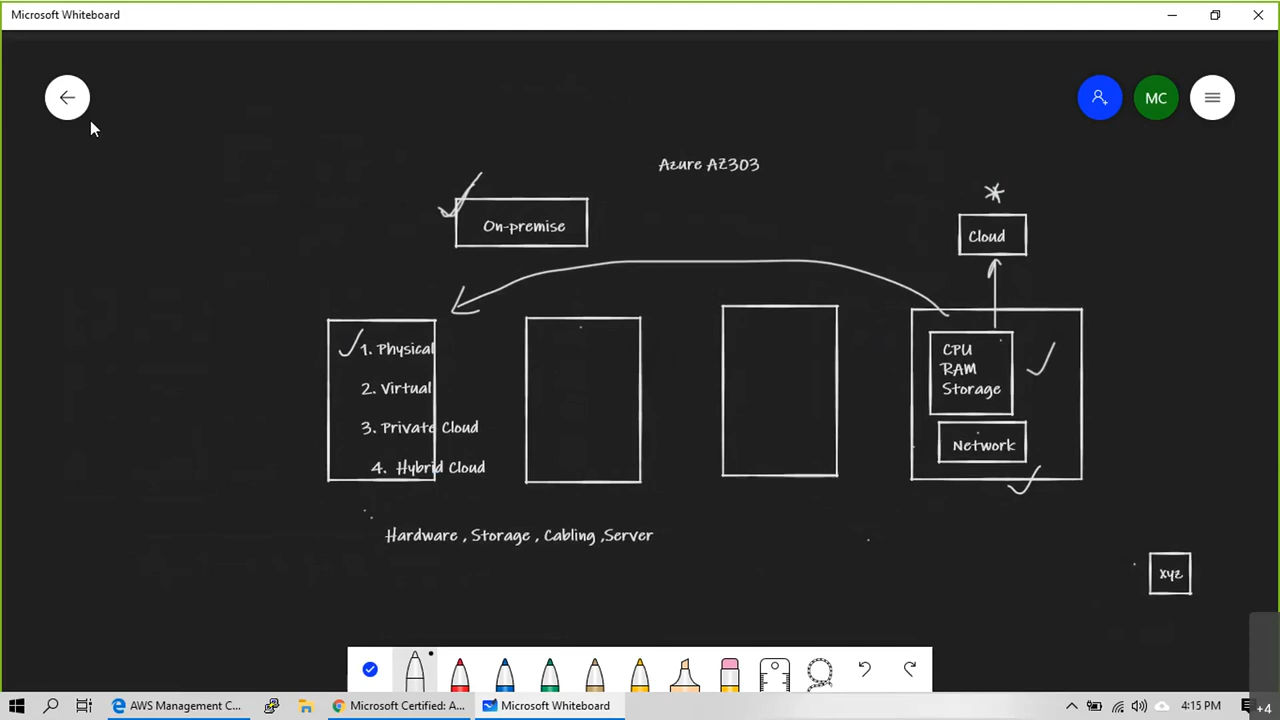 Microsoft Whiteboard
MC
Azure AZ303
On-premise
Cloud
1. Physical
2. Virtual
3. Private Cloud
4. Hybrid Cloud
CPU
RAM
Storage
Network
Hardware , Storage , Cabling ,Server
xyz
AWS Management C...
Microsoft Certified: A...
Microsoft Whiteboard
4:15 PM
+4